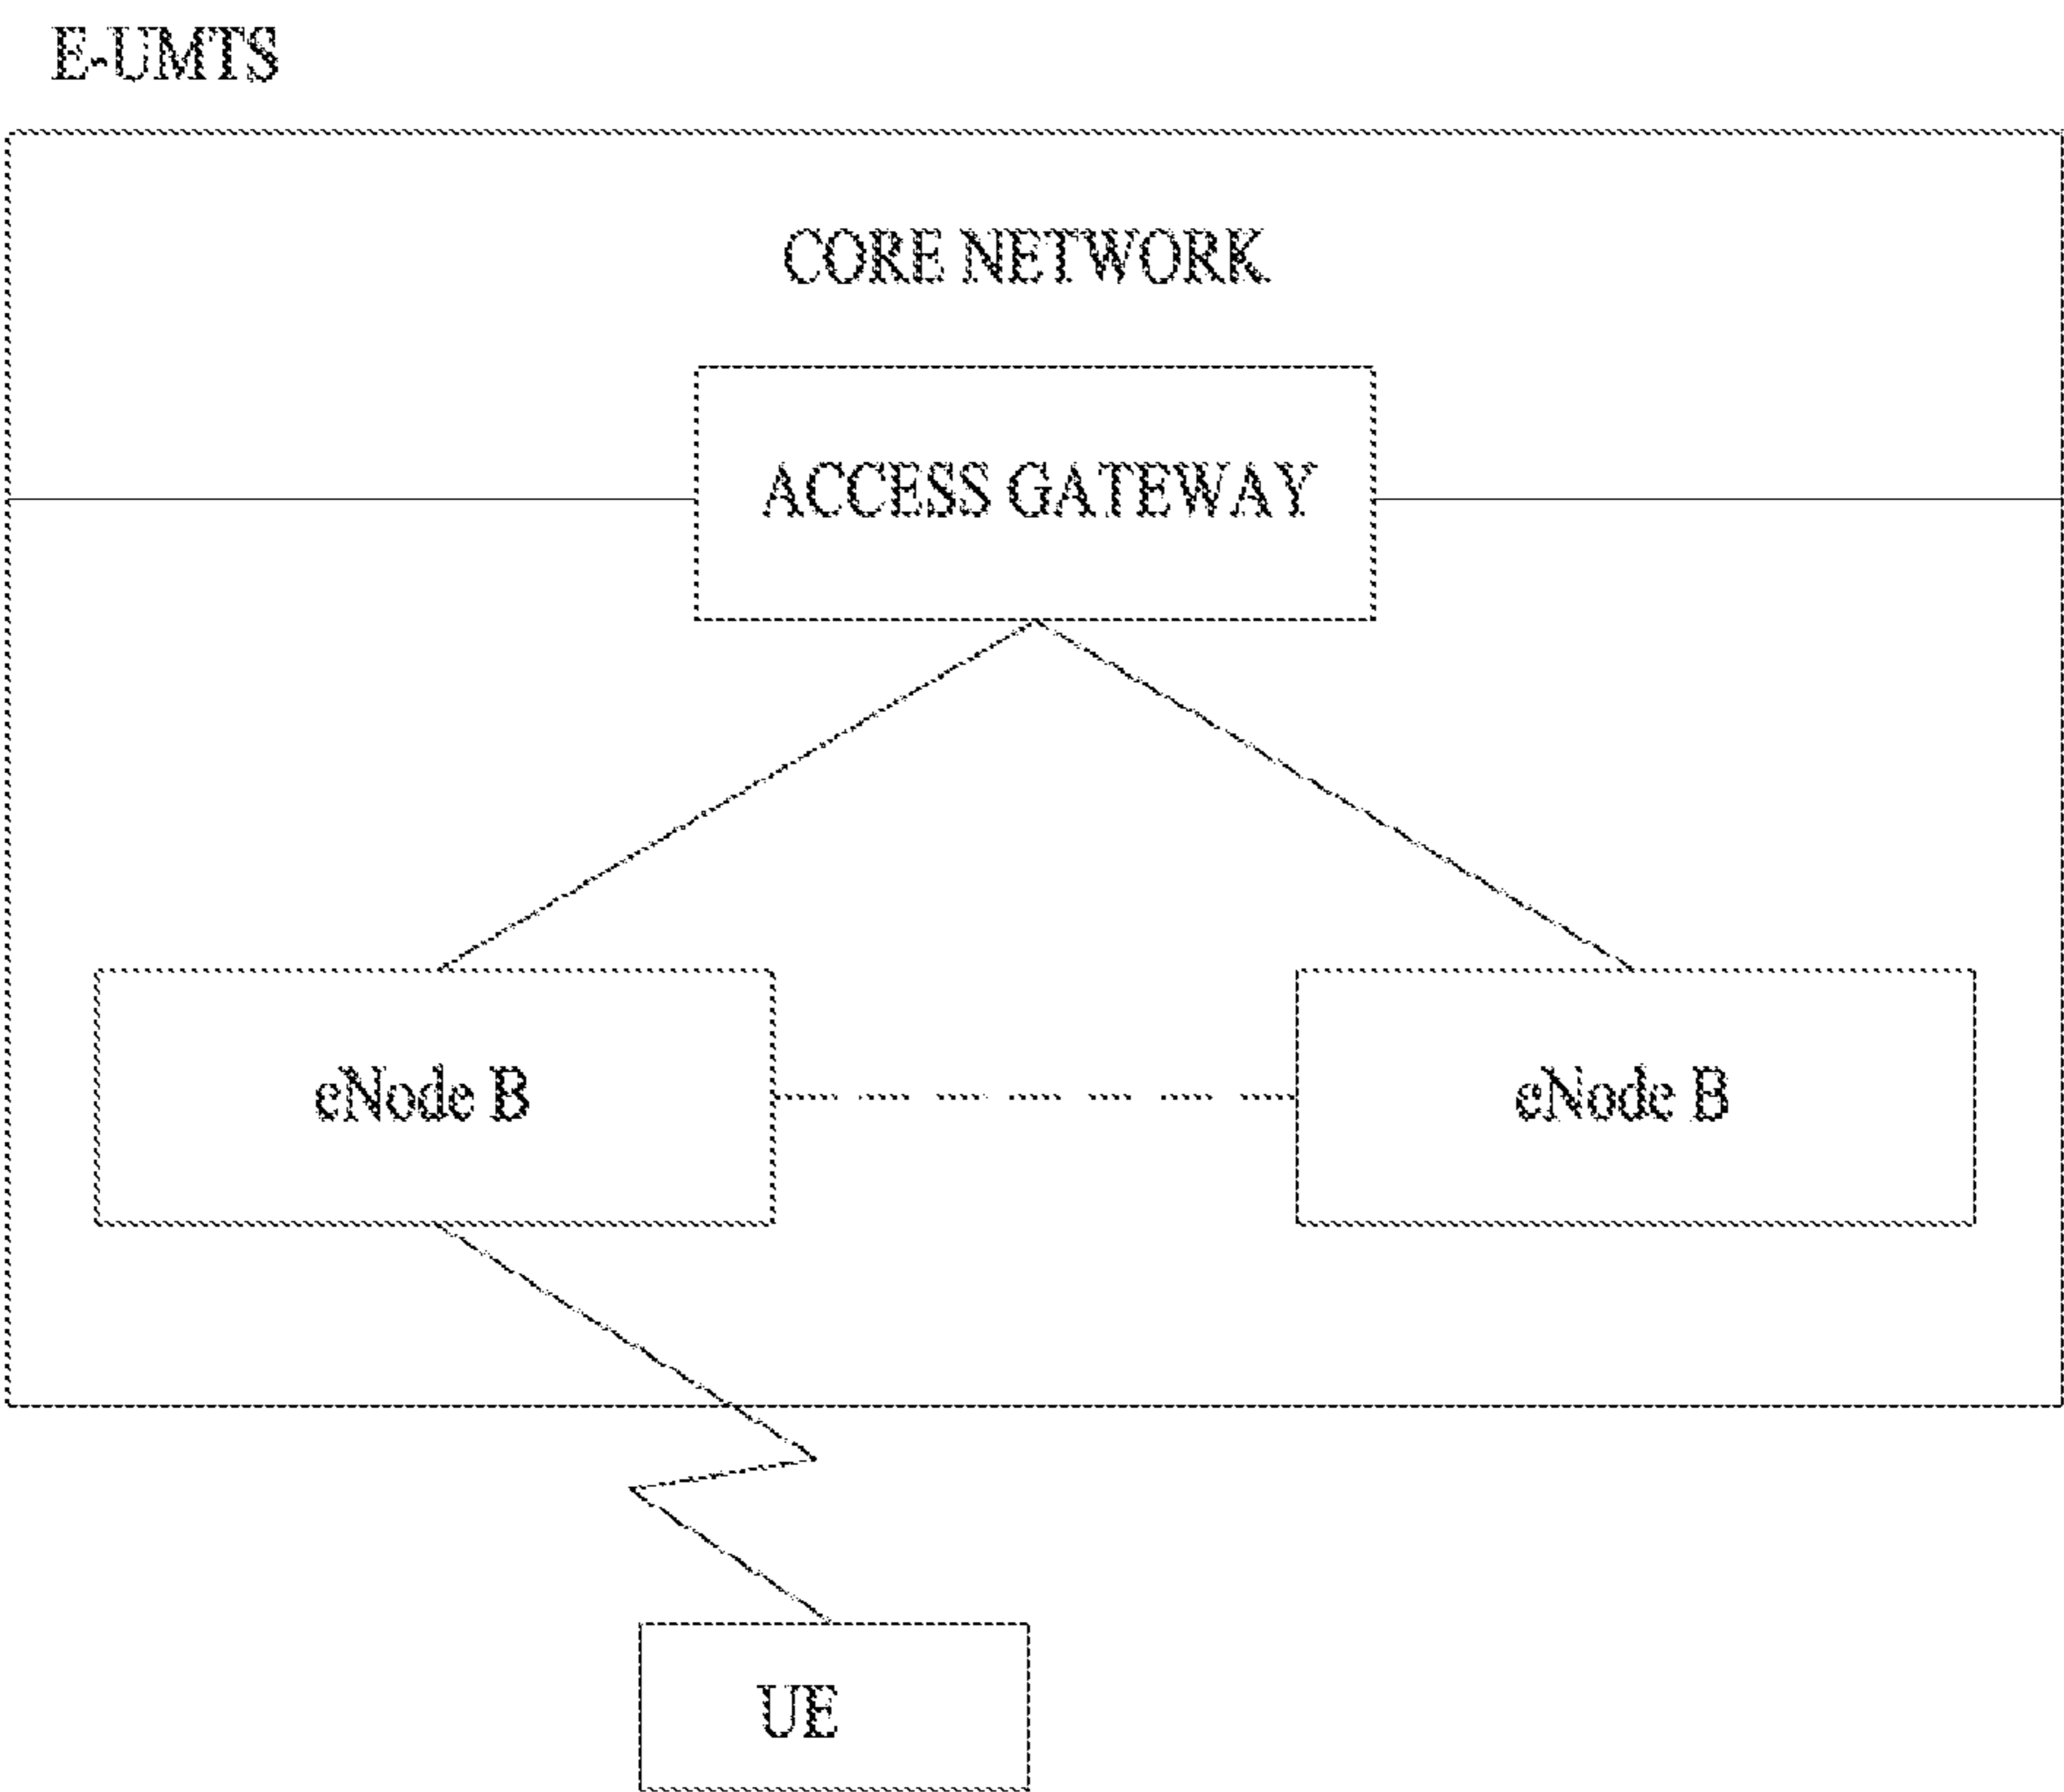 E-UMTS
CORE NETWORK
ACCESS GATEWAY
eNode B
eNode B
UE